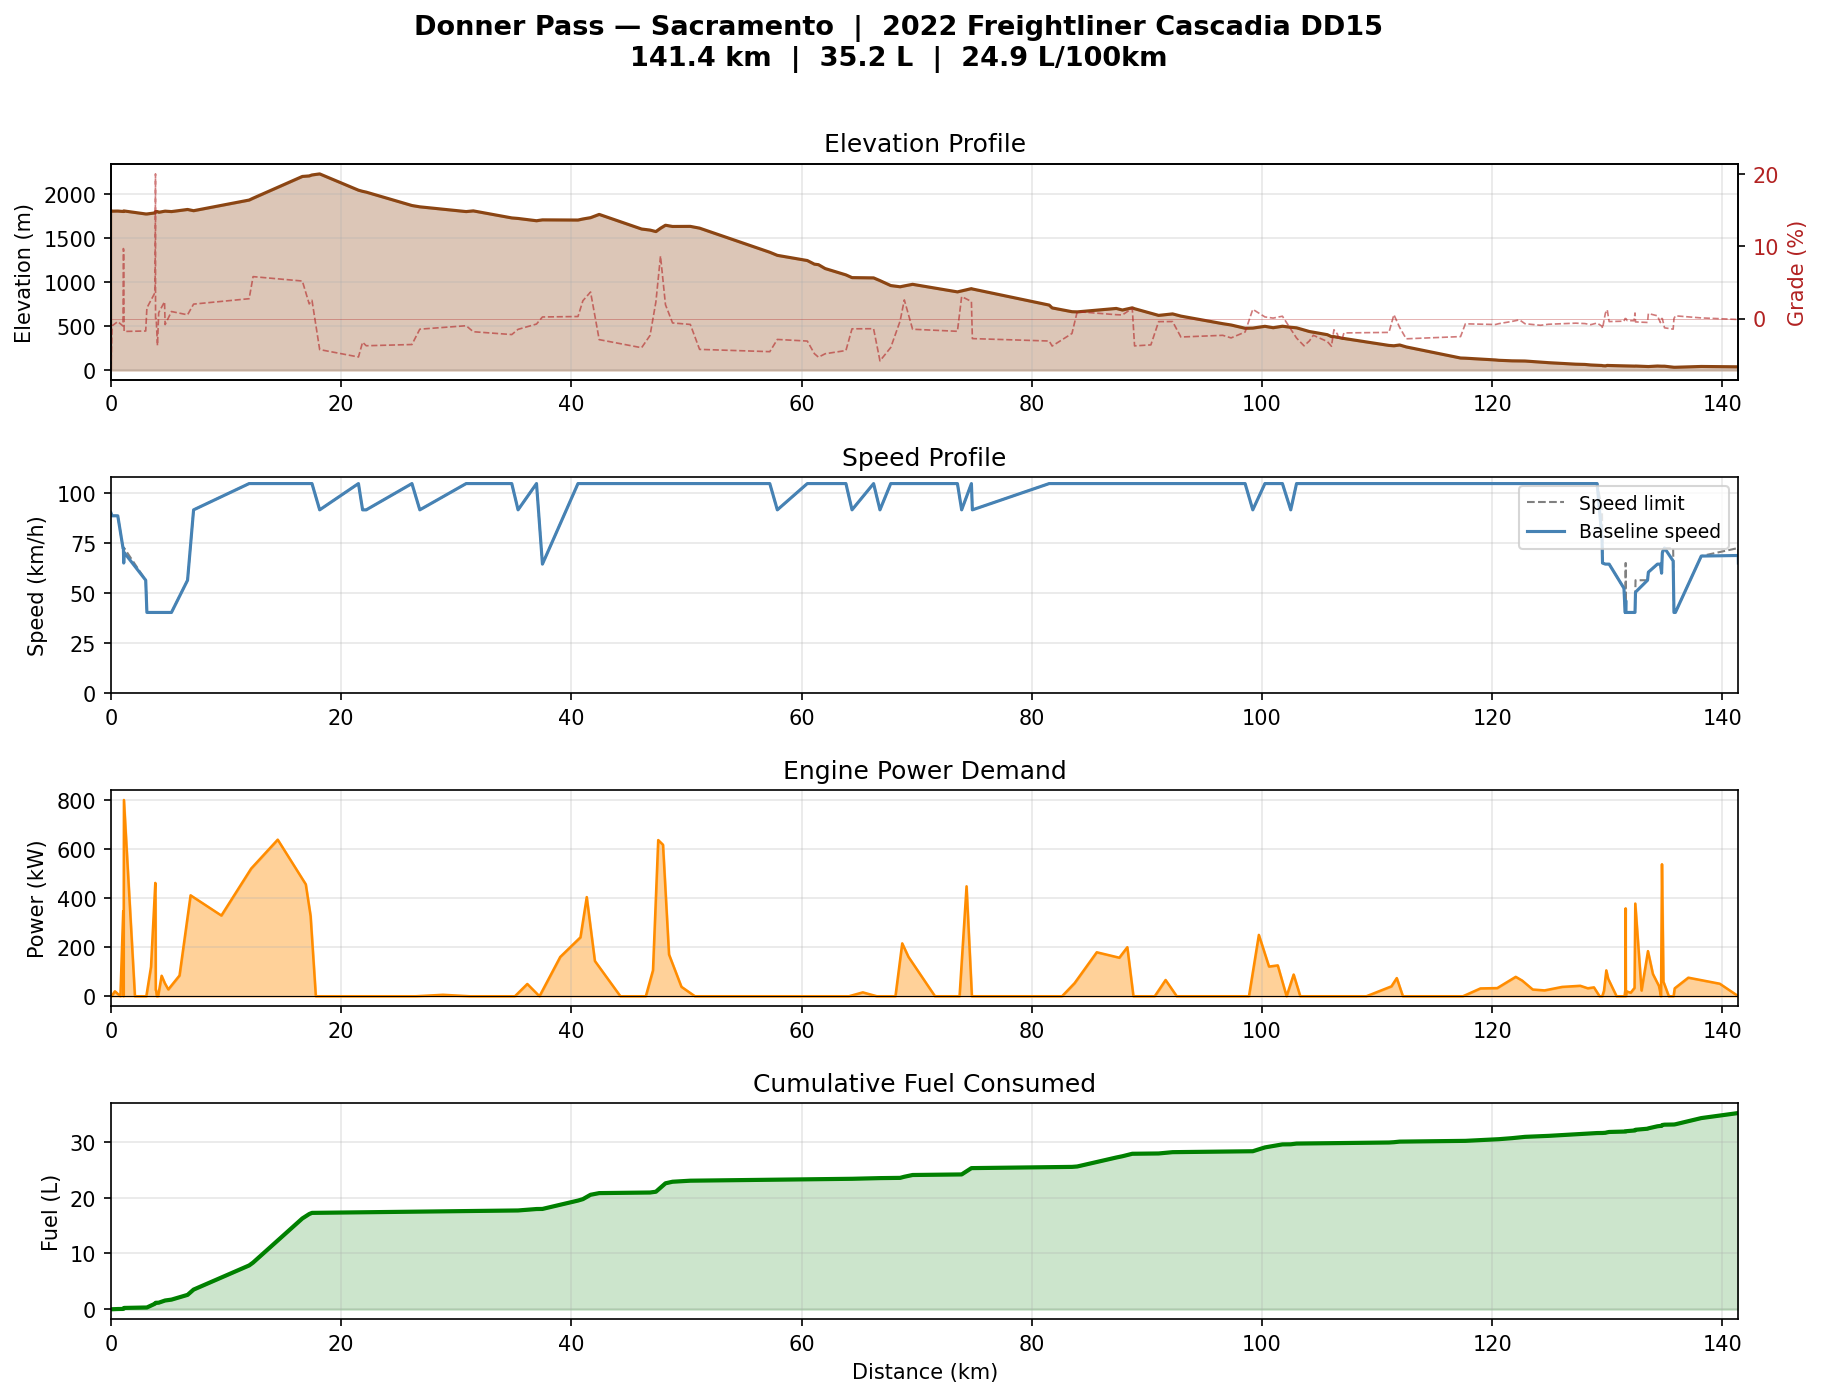 Donner Pass — Sacramento | 2022 Freightliner Cascadia DD15
141.4 km | 35.2 L | 24.9 L/100km
Elevation Profile
Elevation (m)
2000
1500
1000
500
0
20
10
0
Grade (%)
0 20 40 60 80 100 120 140
Speed Profile
Speed (km/h)
100
75
50
25
0
Speed limit
Baseline speed
0 20 40 60 80 100 120 140
Engine Power Demand
Power (kW)
800
600
400
200
0
0 20 40 60 80 100 120 140
Cumulative Fuel Consumed
Fuel (L)
30
20
10
0
0 20 40 60 80 100 120 140
Distance (km)